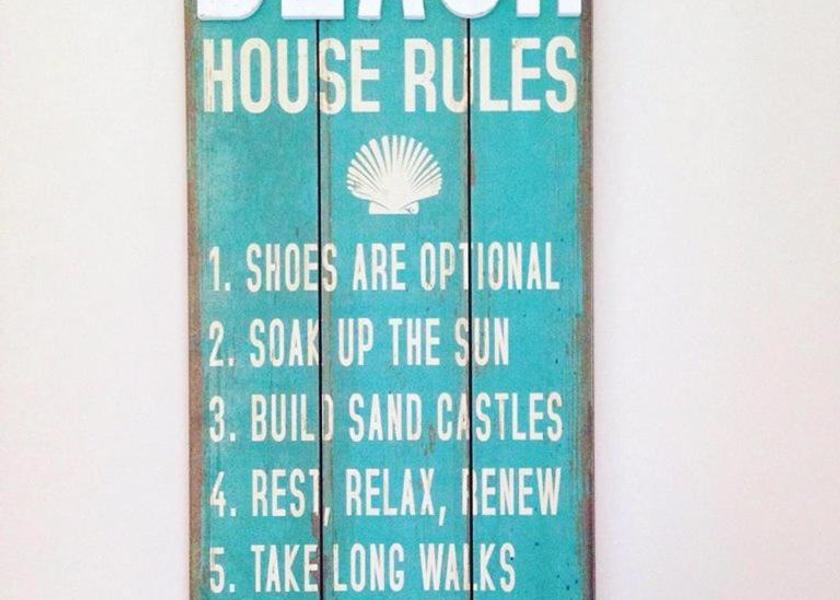 BEACH
HOUSE RULES
1. SHOES ARE OPTIONAL
2. SOAK UP THE SUN
3. BUILD SAND CASTLES
4. REST, RELAX, RENEW
5. TAKE LONG WALKS